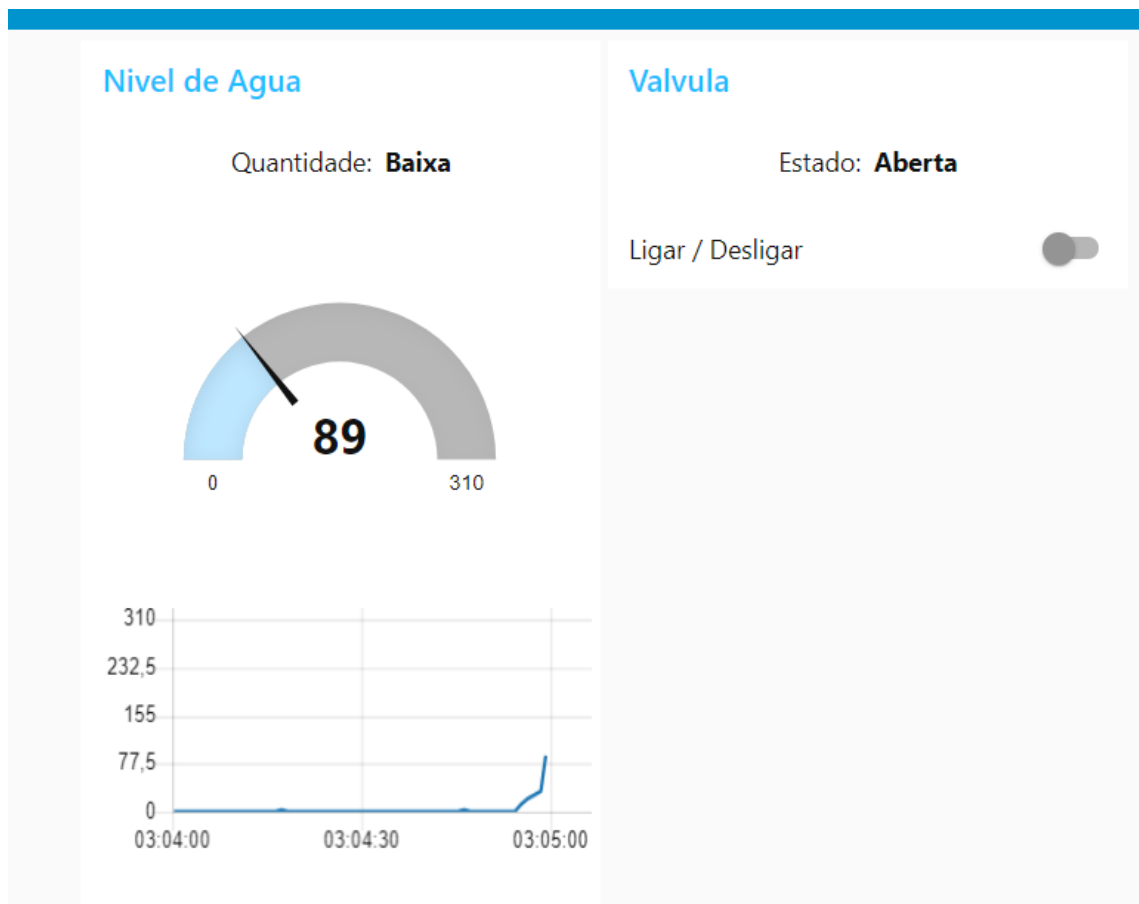 Nivel de Agua
Quantidade: Baixa
89
0
310
310
232,5
155
77,5
0
03:04:00
03:04:30
03:05:00
Valvula
Estado: Aberta
Ligar / Desligar